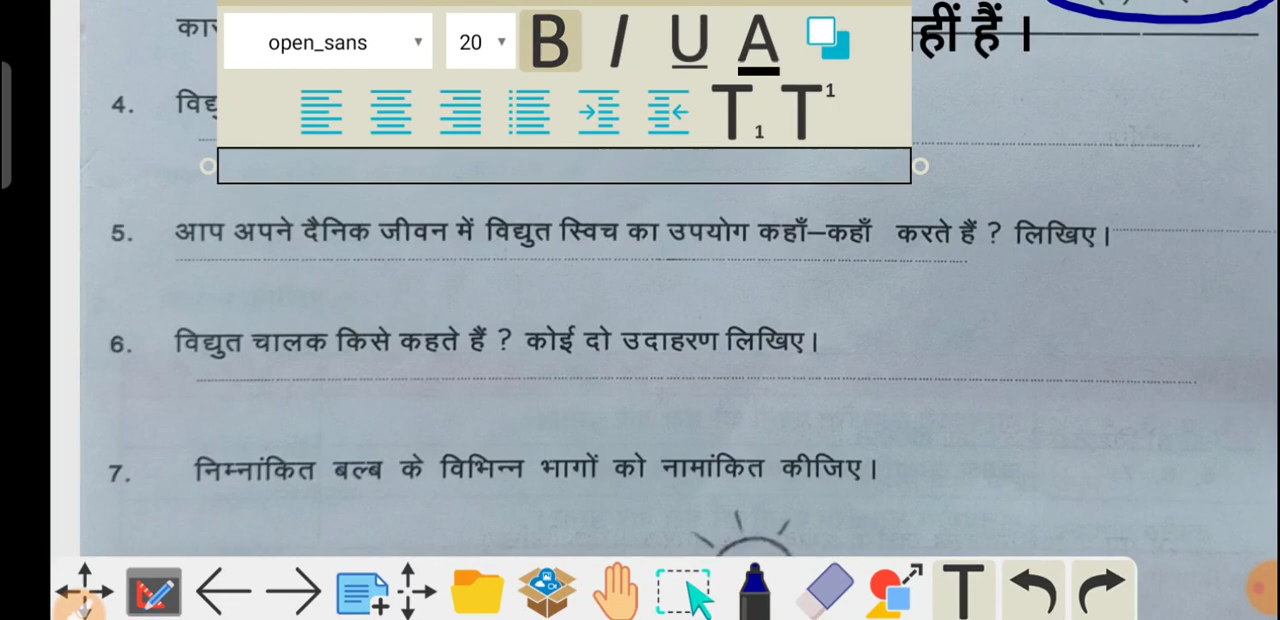 open_sans 20 B I U A
हीं हैं ।
T1 T1
4.
5. आप अपने दैनिक जीवन में विद्युत स्विच का उपयोग कहाँ–कहाँ करते हैं ? लिखिए।
6. विद्युत चालक किसे कहते हैं ? कोई दो उदाहरण लिखिए।
7. निम्नांकित बल्ब के विभिन्न भागों को नामांकित कीजिए।
T